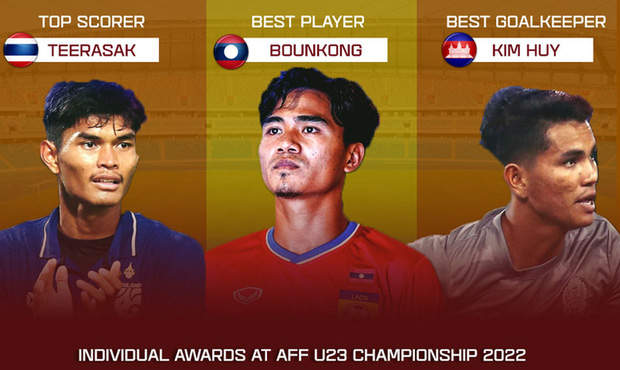 TOP SCORER
TEERASAK
BEST PLAYER
BOUNKONG
BEST GOALKEEPER
KIM HUY
INDIVIDUAL AWARDS AT AFF U23 CHAMPIONSHIP 2022